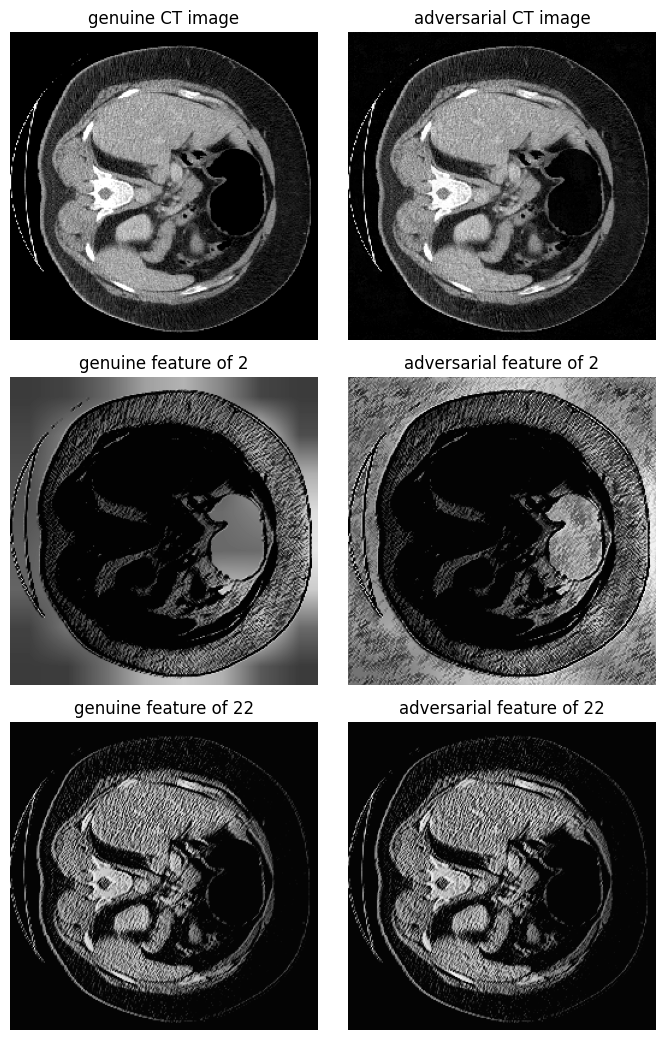 genuine CT image
adversarial CT image
genuine feature of 2
adversarial feature of 2
genuine feature of 22
adversarial feature of 22